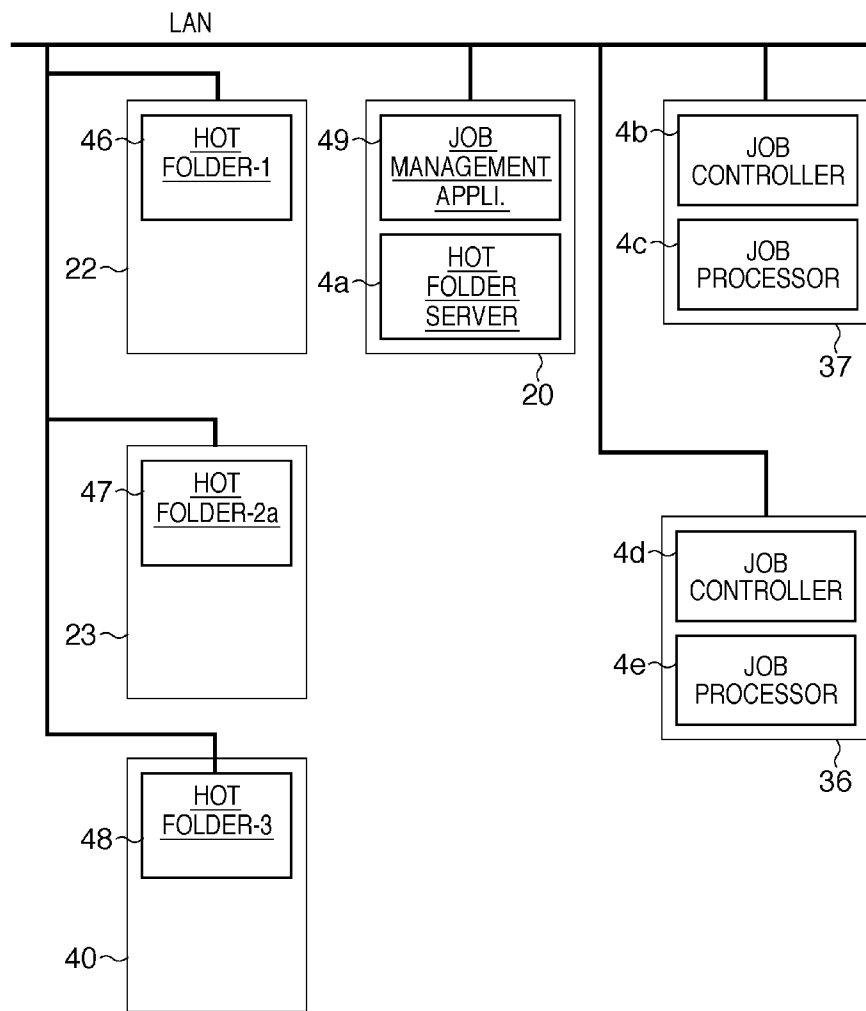 LAN
46
HOT
FOLDER-1
22
49
JOB
MANAGEMENT
APPLI.
4a
HOT
FOLDER
SERVER
20
4b
JOB
CONTROLLER
4c
JOB
PROCESSOR
37
47
HOT
FOLDER-2a
23
4d
JOB
CONTROLLER
4e
JOB
PROCESSOR
36
48
HOT
FOLDER-3
40